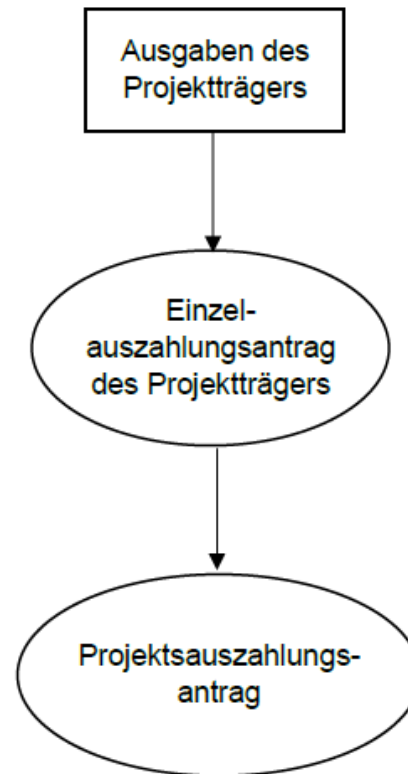 Ausgaben des
Projektträgers
Einzel-
auszahlungsantrag
des Projektträgers
Projektsauszahlungs-
antrag